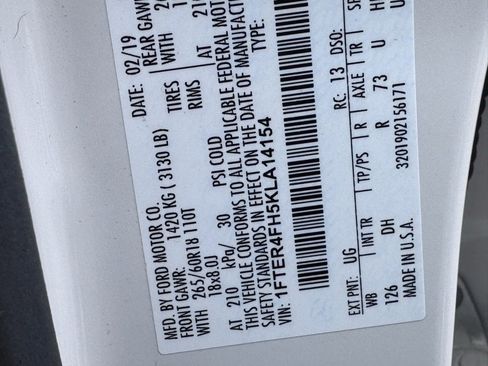 MFD. BY FORD MOTOR CO.
DATE: 02/19
FRONT GAWR: 1420 KG ( 3130 LB)
REAR GAWR
WITH 265/60R18 110T TIRES
WITH
18x8.0J RIMS
AT 210 kPa/ 30 PSI COLD
AT 21
THIS VEHICLE CONFORMS TO ALL APPLICABLE FEDERAL MOTOR
STANDARDS IN EFFECT ON THE DATE OF MANUFACTURE
VIN: 1FTER4FH5KLA14154
TYPE:
EXT PNT: UG RC: 13 DSO:
WB INT TR TP/PS R AXLE TR SP
126 DH R 73 U U
3201902156171
MADE IN U.S.A.